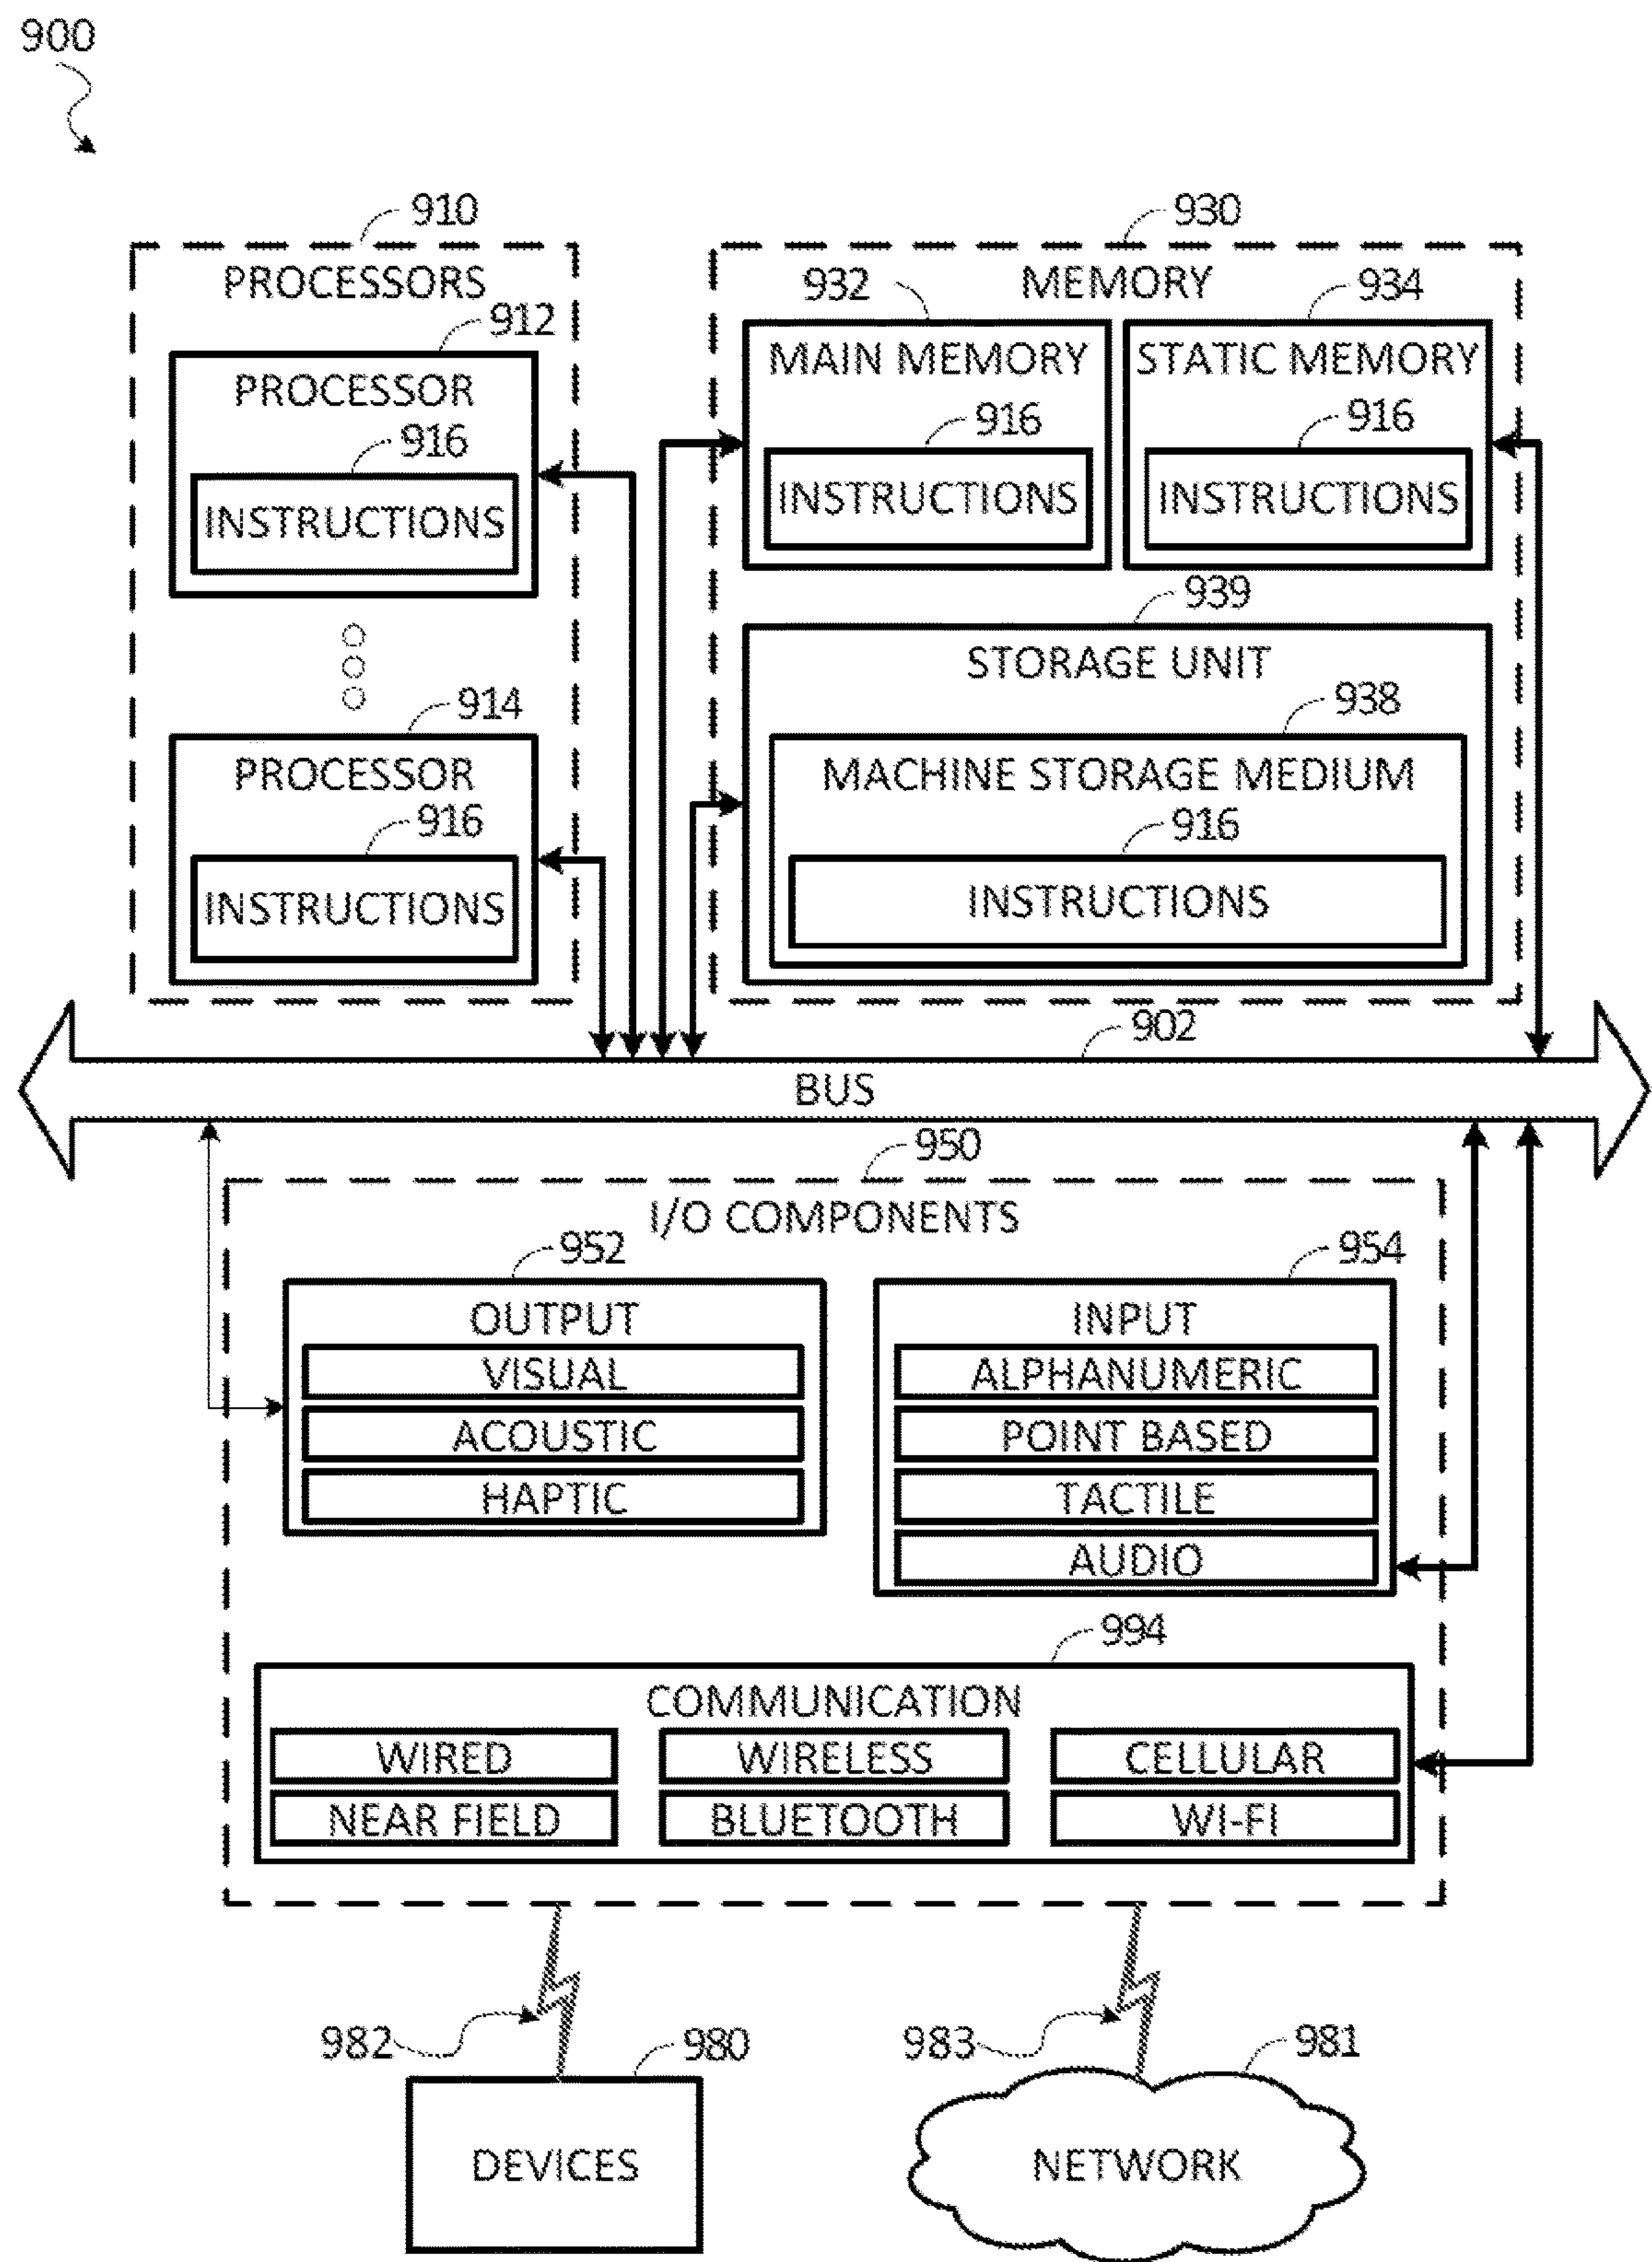 900
910
PROCESSORS
912
PROCESSOR
916
INSTRUCTIONS
914
PROCESSOR
916
INSTRUCTIONS
930
MEMORY
932
MAIN MEMORY
916
INSTRUCTIONS
934
STATIC MEMORY
916
INSTRUCTIONS
939
STORAGE UNIT
938
MACHINE STORAGE MEDIUM
916
INSTRUCTIONS
902
BUS
950
I/O COMPONENTS
952
OUTPUT
VISUAL
ACOUSTIC
HAPTIC
954
INPUT
ALPHANUMERIC
POINT BASED
TACTILE
AUDIO
994
COMMUNICATION
WIRED
WIRELESS
CELLULAR
NEAR FIELD
BLUETOOTH
WI-FI
982
980
DEVICES
983
981
NETWORK